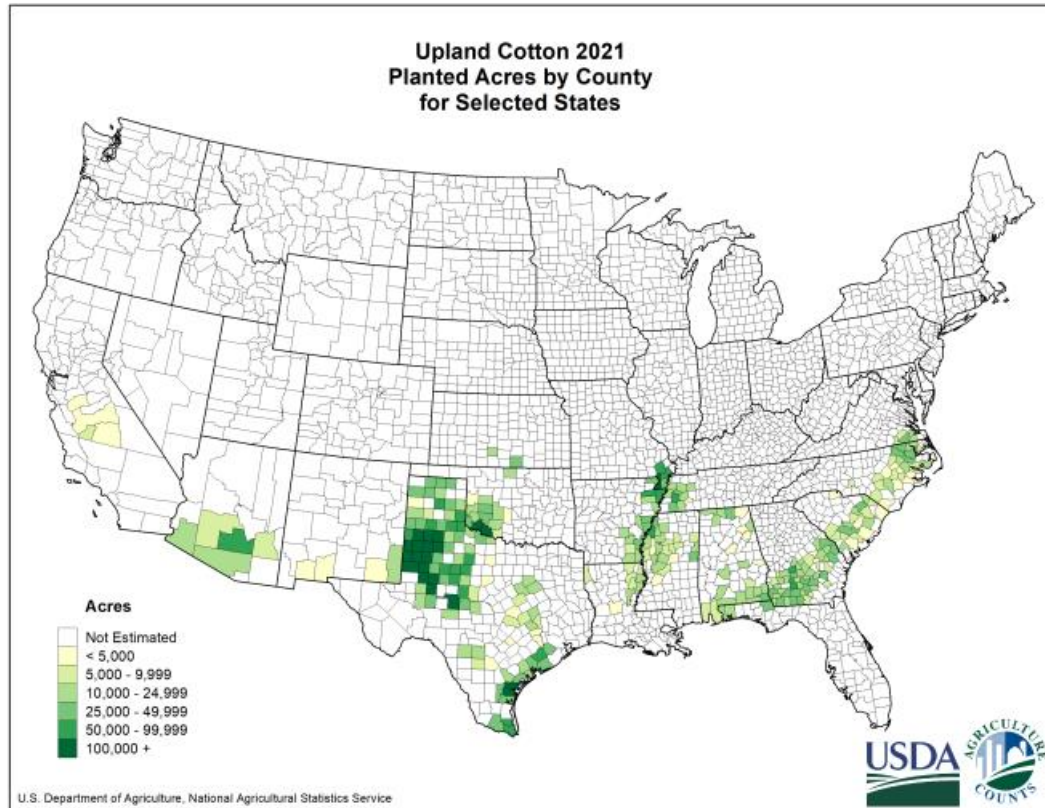 Upland Cotton 2021
Planted Acres by County
for Selected States
Acres
Not Estimated
< 5,000
5,000 - 9,999
10,000 - 24,999
25,000 - 49,999
50,000 - 99,999
100,000 +
USDA
AGRICULTURE
COUNTS
U.S. Department of Agriculture, National Agricultural Statistics Service